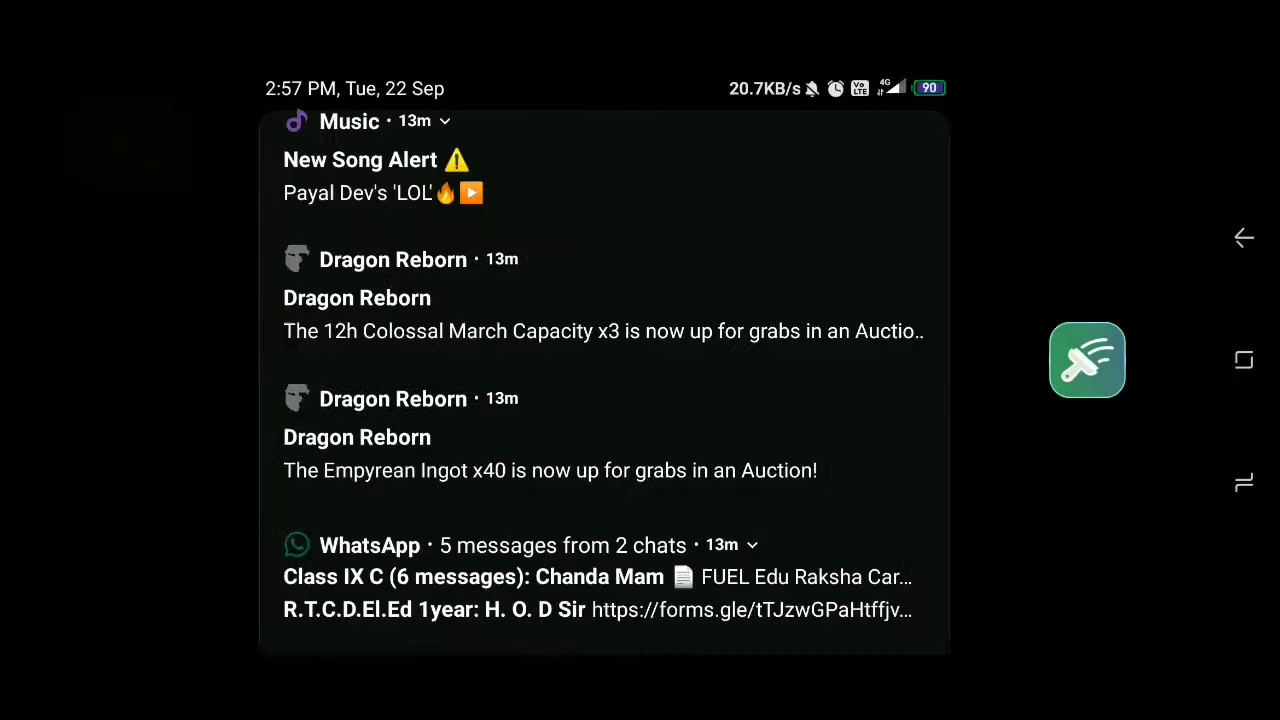 2:57 PM, Tue, 22 Sep 20.7KB/s Vo LTE 4G 90
Music · 13m
New Song Alert ⚠️
Payal Dev's 'LOL'🔥▶️
Dragon Reborn · 13m
Dragon Reborn
The 12h Colossal March Capacity x3 is now up for grabs in an Auctio..
Dragon Reborn · 13m
Dragon Reborn
The Empyrean Ingot x40 is now up for grabs in an Auction!
WhatsApp · 5 messages from 2 chats · 13m
Class IX C (6 messages): Chanda Mam 📄 FUEL Edu Raksha Car...
R.T.C.D.El.Ed 1year: H. O. D Sir https://forms.gle/tTJzwGPaHtffjv...